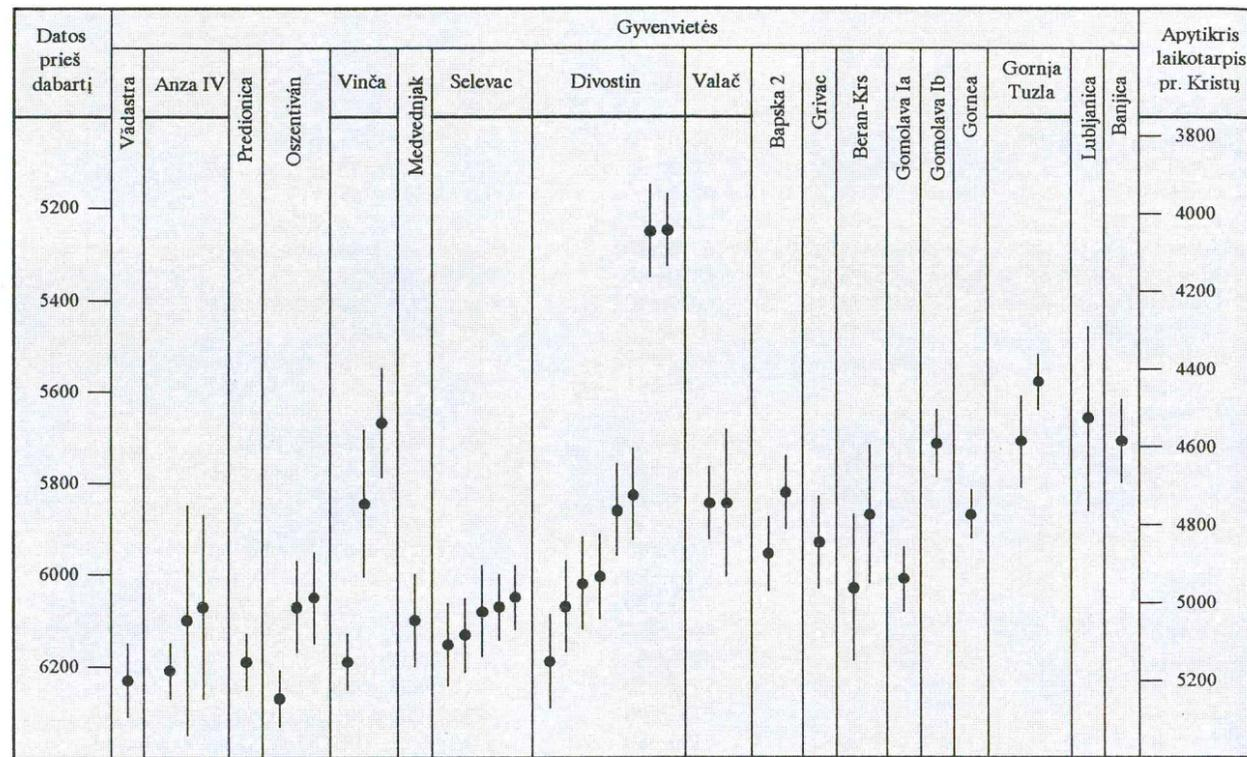 Datos
prieš
dabartį
Gyvenvietės
Apytikris
laikotarpis
pr. Kristų
Vádastra
Anza IV
Predionica
Oszentiván
Vinča
Medvednjak
Selevac
Divostin
Valač
Bapska 2
Grivac
Beran-Krs
Gomolava Ia
Gomolava Ib
Gornea
Gornja
Tuzla
Lubljanica
Banjica
5200
5400
5600
5800
6000
6200
3800
4000
4200
4400
4600
4800
5000
5200